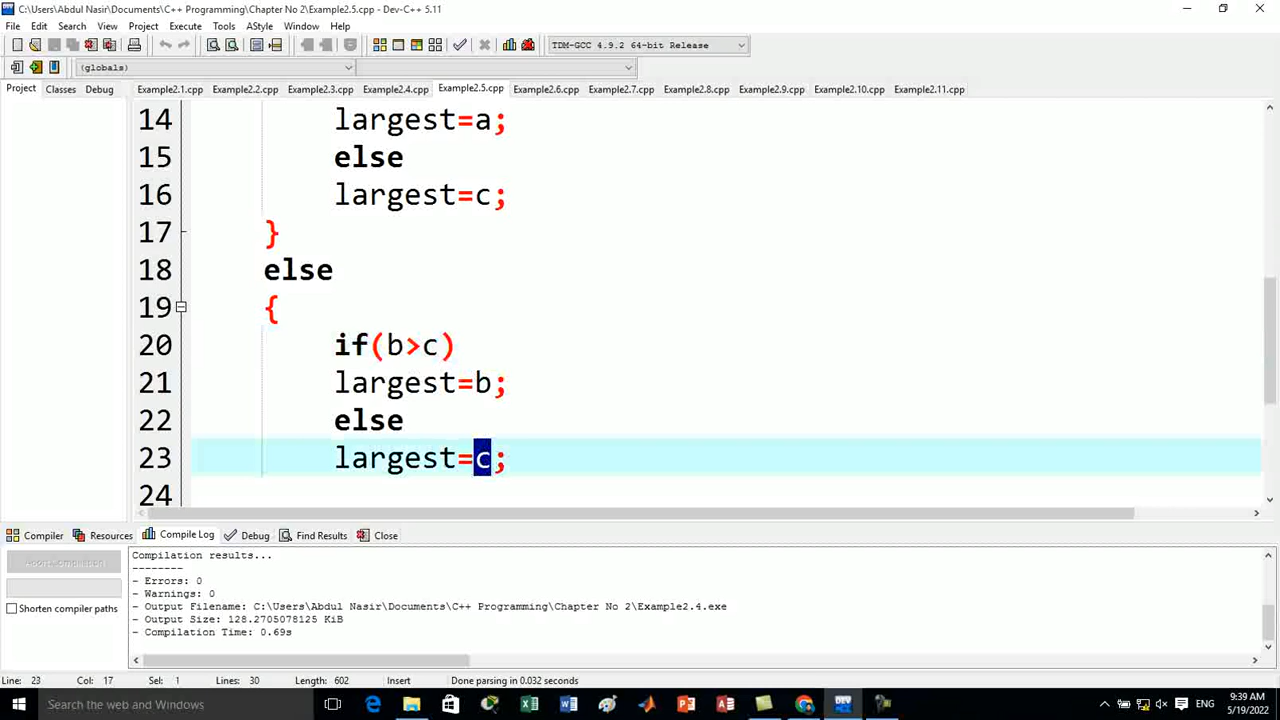 C:\Users\Abdul Nasir\Documents\C++ Programming\Chapter No 2\Example2.5.cpp - Dev-C++ 5.11
File Edit Search View Project Execute Tools AStyle Window Help
TDM-GCC 4.9.2 64-bit Release
(globals)
Project Classes Debug Example2.1.cpp Example2.2.cpp Example2.3.cpp Example2.4.cpp Example2.5.cpp Example2.6.cpp Example2.7.cpp Example2.8.cpp Example2.9.cpp Example2.10.cpp Example2.11.cpp
14 largest=a;
15 else
16 largest=c;
17 }
18 else
19 {
20 if(b>c)
21 largest=b;
22 else
23 largest=c;
24
Compiler Resources Compile Log Debug Find Results Close
Abort Compilation
Shorten compiler paths
Compilation results...
--------
- Errors: 0
- Warnings: 0
- Output Filename: C:\Users\Abdul Nasir\Documents\C++ Programming\Chapter No 2\Example2.4.exe
- Output Size: 128.2705078125 KiB
- Compilation Time: 0.69s
Line: 23 Col: 17 Sel: 1 Lines: 30 Length: 602 Insert Done parsing in 0.032 seconds
Search the web and Windows
ENG
9:39 AM
5/19/2022